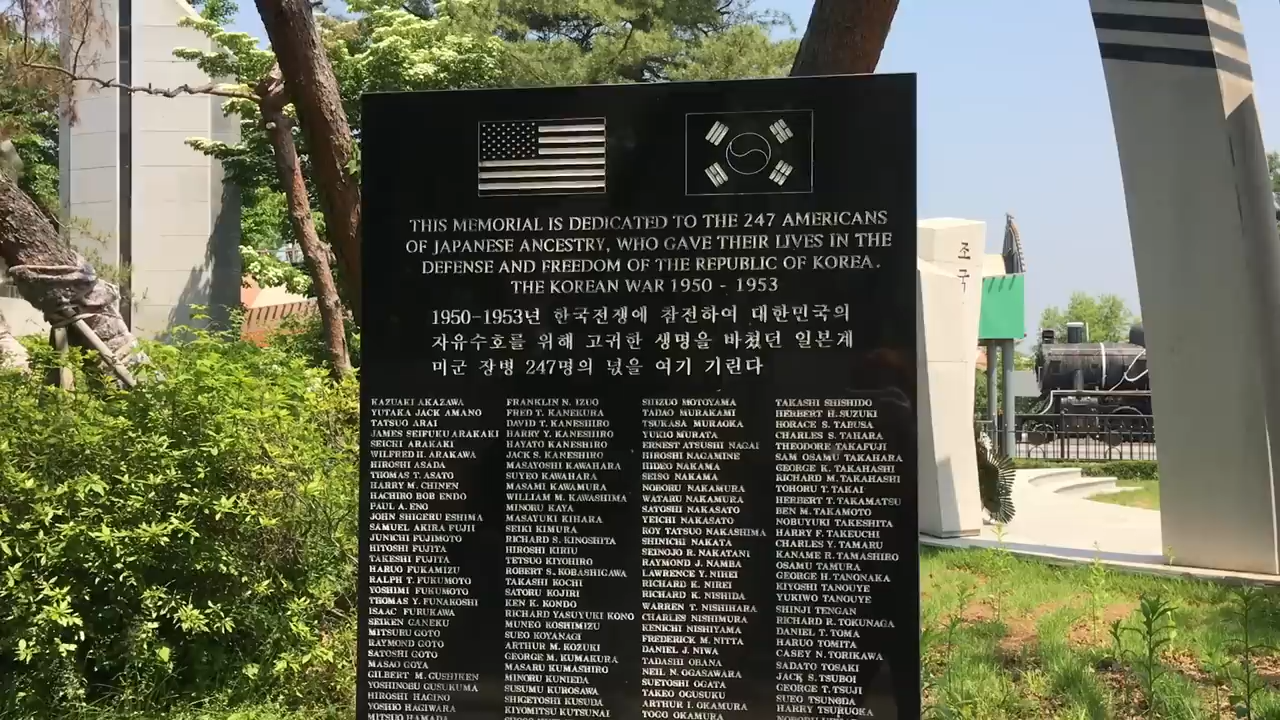 THIS MEMORIAL IS DEDICATED TO THE 247 AMERICANS
OF JAPANESE ANCESTRY, WHO GAVE THEIR LIVES IN THE
DEFENSE AND FREEDOM OF THE REPUBLIC OF KOREA.
THE KOREAN WAR 1950 - 1953
1950-1953년 한국전쟁에 참전하여 대한민국의
자유수호를 위해 고귀한 생명을 바쳤던 일본계
미군 장병 247명의 넋을 여기 기린다
KAZUAKI AKAZAWA
YUTAKA JACK AMANO
TATSUO ARAI
JAMES SEIFUKU ARAKAKI
SEICHI ARAKAKI
WILFRED H. ARAKAWA
HIROSHI ASADA
THOMAS T. ASATO
HARRY M. CHINEN
HACHIRO BOB ENDO
PAUL A. ENO
JOHN SHIGERU ESHIMA
SAMUEL AKIRA FUJII
JUNICHI FUJIMOTO
HITOSHI FUJITA
TAKESHI FUJITA
HARUO FUKAMIZU
RALPH T. FUKUMOTO
YOSHIMI FUKUMOTO
THOMAS Y. FUNAKOSHI
ISAAC FURUKAWA
SEIKEN GANEKU
MITSURU GOTO
RAYMOND GOTO
SATOSHI GOTO
MASAO GOYA
GILBERT M. GUSHIKEN
YOSHINOBU GUSUKUMA
HIROSHI HAGINO
YOSHIO HAGIWARA
MITSUO HAMADA
FRANKLIN N. IZUO
FRED T. KANEKURA
DAVID T. KANESHIRO
HARRY Y. KANESHIRO
HAYATO KANESHIRO
JACK S. KANESHIRO
MASAYOSHI KAWAHARA
SUYEO KAWAHARA
MASAMI KAWAMURA
WILLIAM M. KAWASHIMA
MINORU KAYA
MASAYUKI KIHARA
SEIKI KIMURA
RICHARD S. KINOSHITA
HIROSHI KIRIU
TETSUO KIYOHIRO
ROBERT S. KOBASHIGAWA
TAKASHI KOCHI
SATORU KOJIRI
KEN K. KONDO
RICHARD YASUYUKI KONO
MUNEO KOSHIMIZU
SUEO KOYANAGI
ARTHUR M. KOZUKI
GEORGE M. KUMAKURA
MASARU KUMASHIRO
MINORU KUNIEDA
SUSUMU KUROSAWA
SHIGETOSHI KUSUDA
KIYOMITSU KUTSUNAI
SHIZUO MOTOYAMA
TADAO MURAKAMI
TSUKASA MURAOKA
YUKIO MURATA
ERNEST ATSUSHI NAGAI
HIROSHI NAGAMINE
HIDEO NAKAMA
SEISO NAKAMA
NOBORU NAKAMURA
WATARU NAKAMURA
SATOSHI NAKASATO
YEICHI NAKASATO
ROY TATSUO NAKASHIMA
SHINICHI NAKATA
SEINOJO R. NAKATANI
RAYMOND J. NAMBA
LAWRENCE Y. NIHEI
RICHARD K. NIREI
RICHARD K. NISHIDA
WARREN T. NISHIHARA
CHARLES NISHIMURA
KENICHI NISHIYAMA
FREDERICK M. NITTA
DANIEL J. NIWA
TADASHI OBANA
NEIL N. OGASAWARA
SUETOSHI OGATA
TAKEO OGUSUKU
ARTHUR I. OKAMURA
TOGO OKAMURA
TAKASHI SHISHIDO
HERBERT H. SUZUKI
HORACE S. TABUSA
CHARLES S. TAHARA
THEODORE TAKAFUJI
SAM OSAMU TAKAHARA
GEORGE K. TAKAHASHI
RICHARD M. TAKAHASHI
TOHORU T. TAKAI
HERBERT T. TAKAMATSU
BEN M. TAKAMOTO
NOBUYUKI TAKESHITA
HARRY F. TAKEUCHI
CHARLES Y. TAMARU
KANAME R. TAMASHIRO
OSAMU TAMURA
GEORGE H. TANONAKA
KIYOSHI TANOUYE
YUKIWO TANOUYE
SHINJI TENGAN
RICHARD R. TOKUNAGA
DANIEL T. TOMA
HARUO TOMITA
CASEY N. TORIKAWA
SADATO TOSAKI
JACK S. TSUBOI
GEORGE T. TSUJI
SUEO TSUNODA
HARRY TSURUOKA
조국